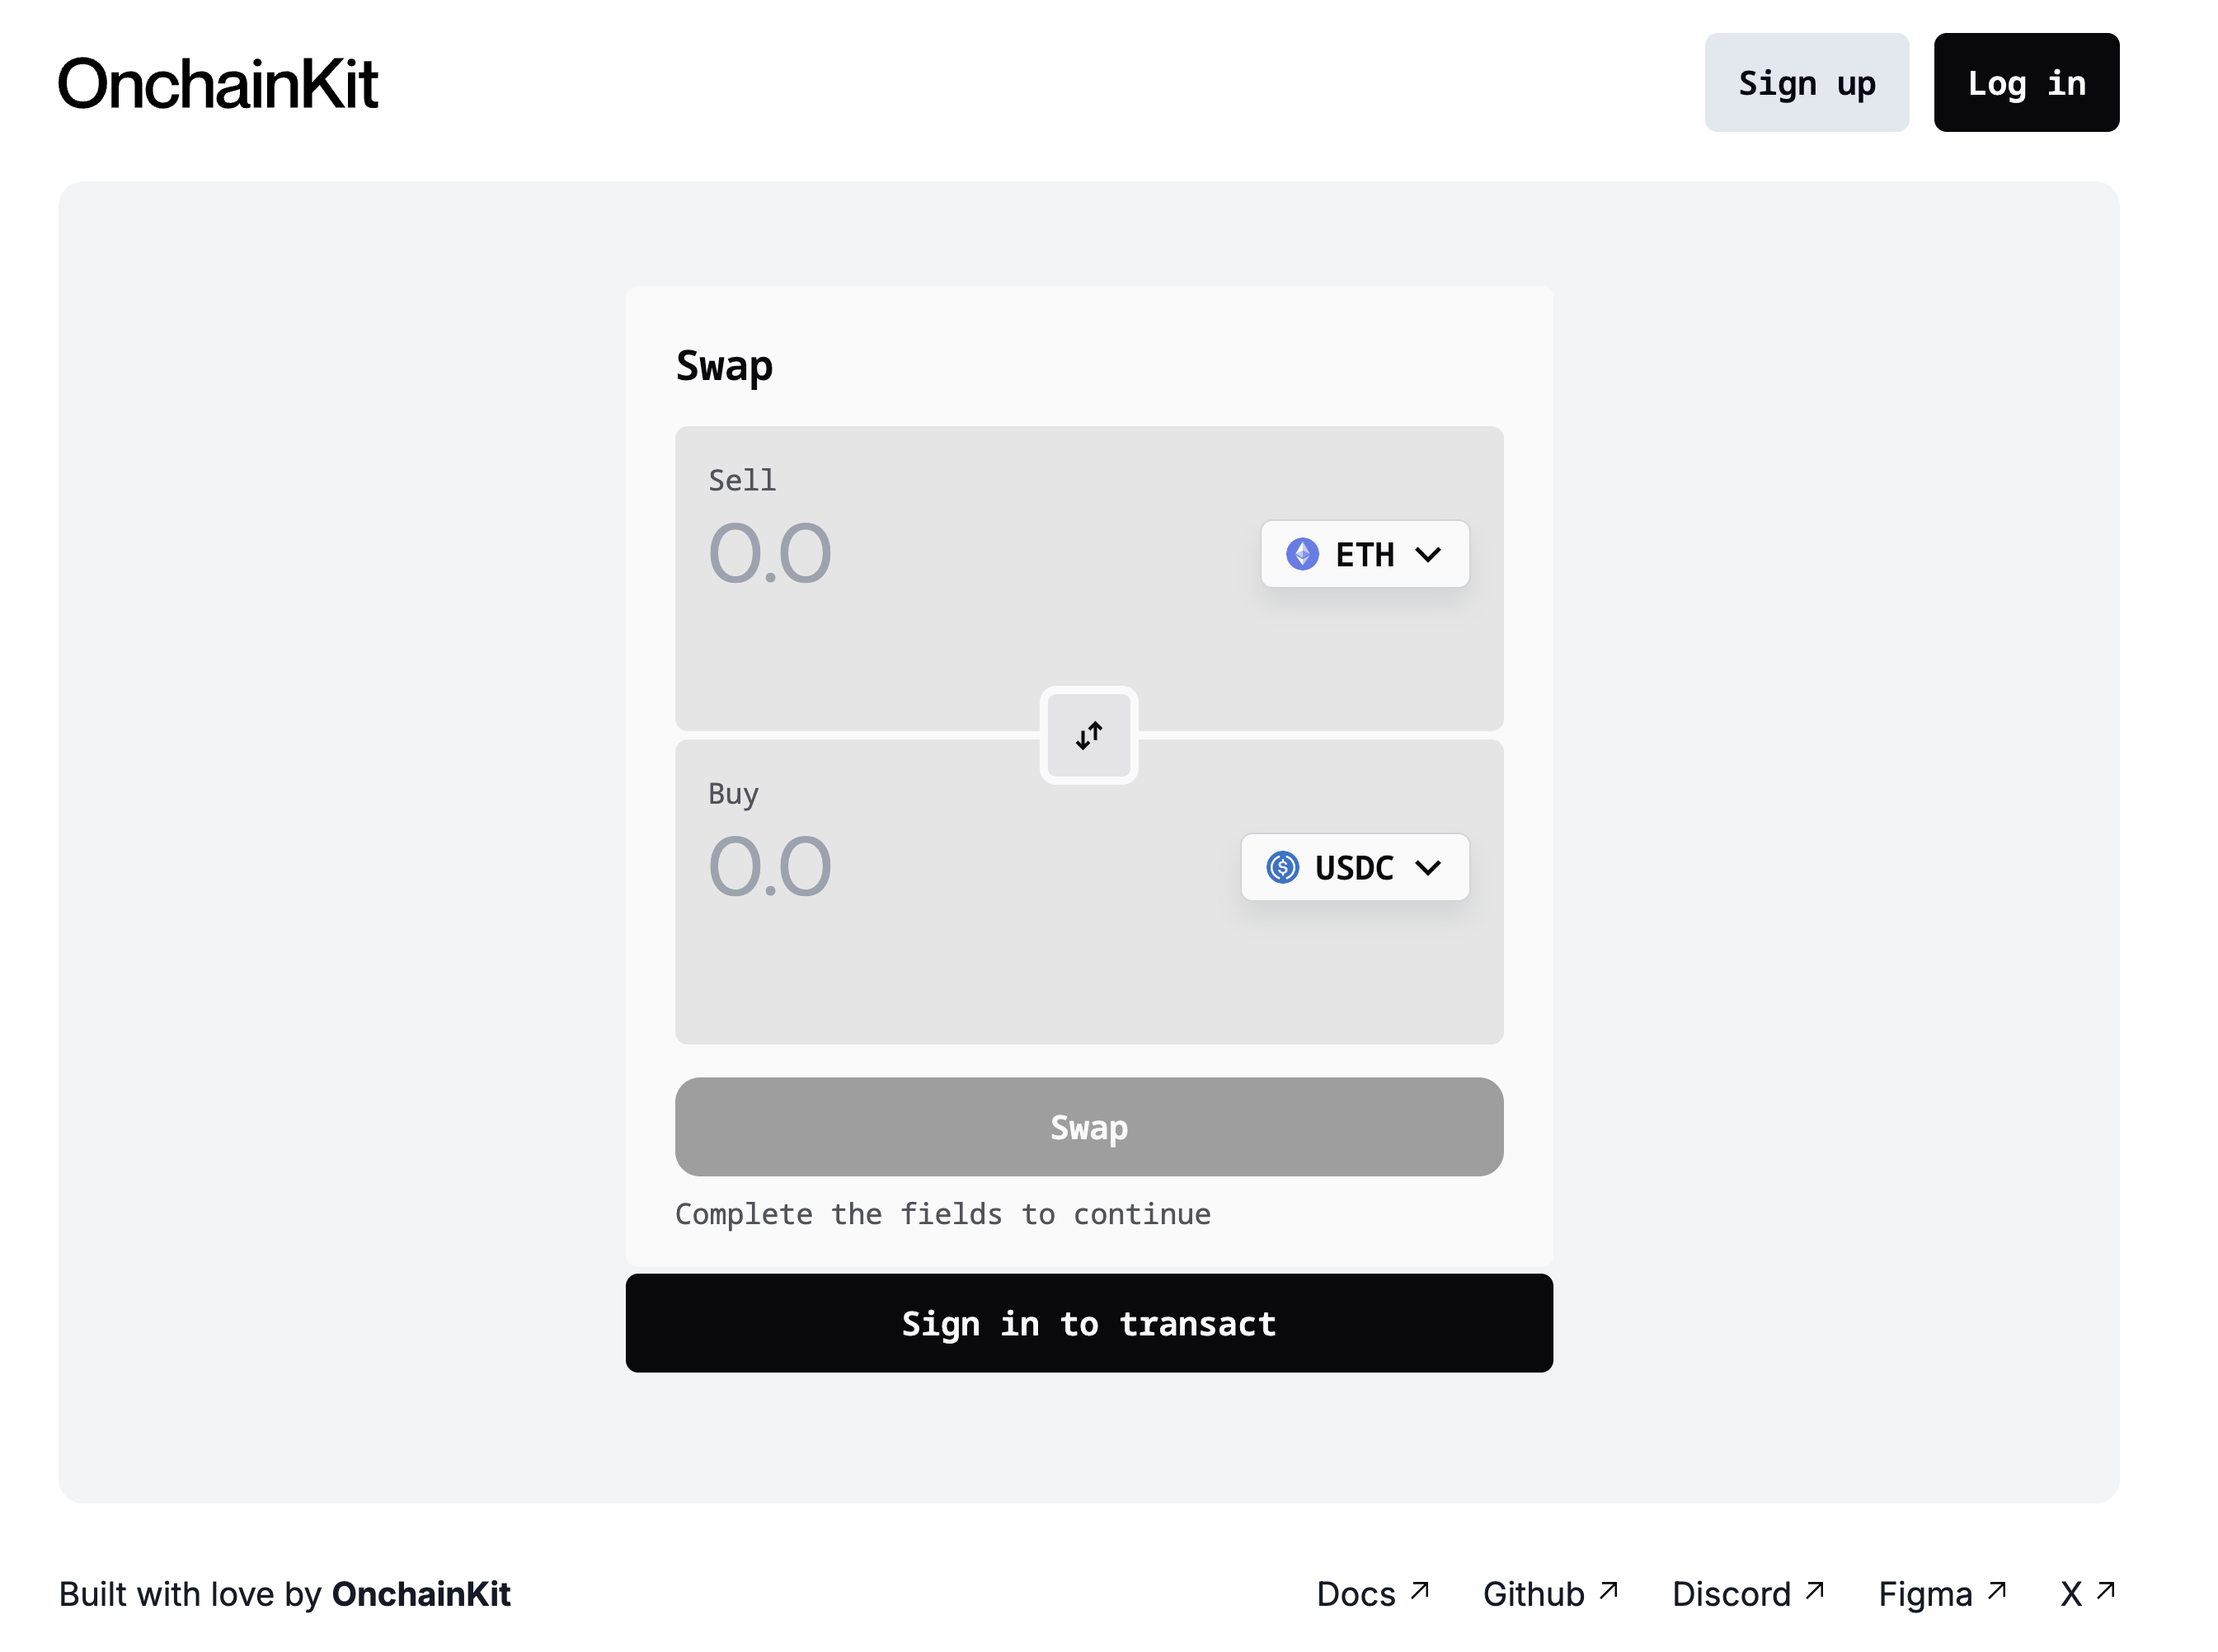 OnchainKit
Sign up
Log in
Swap
Sell
0.0
ETH
Buy
0.0
USDC
Swap
Complete the fields to continue
Sign in to transact
Built with love by OnchainKit
Docs
Github
Discord
Figma
X